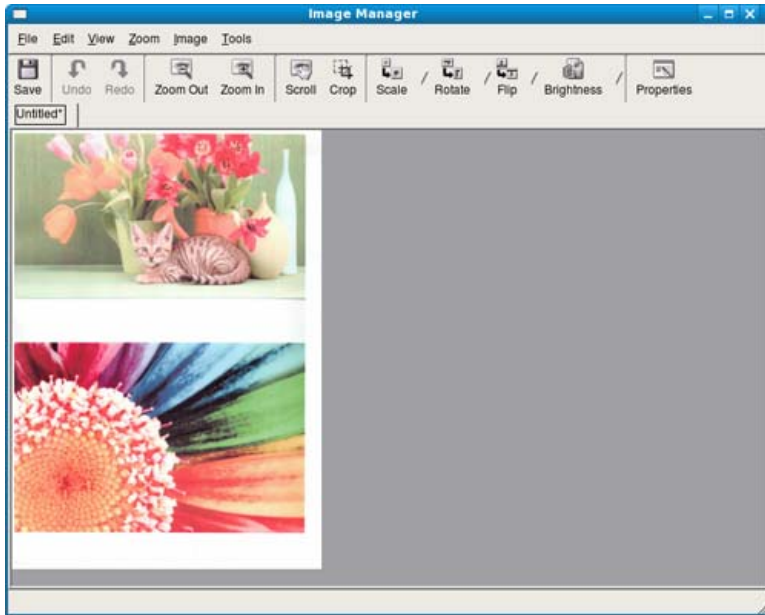 Image Manager
File Edit View Zoom Image Tools
Save Undo Redo Zoom Out Zoom In Scroll Crop Scale / Rotate / Flip / Brightness / Properties
Untitled*